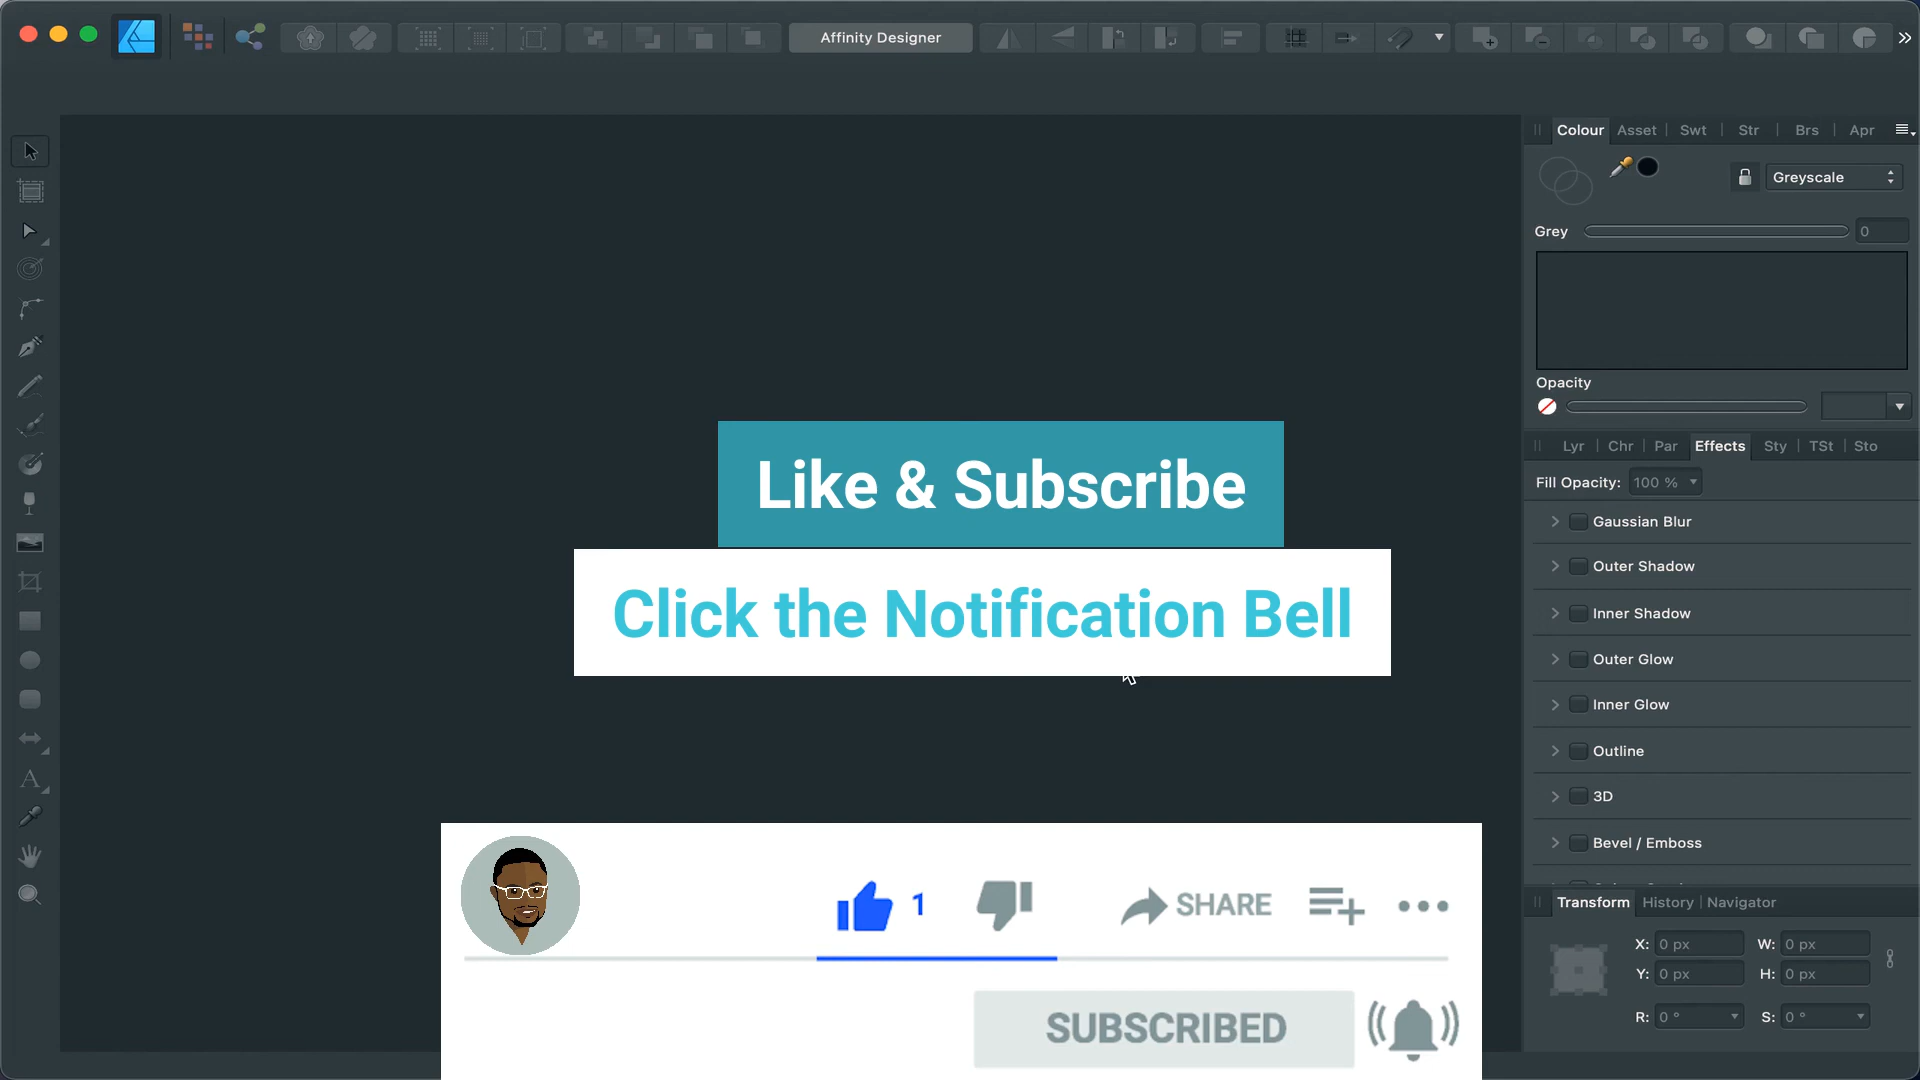 Affinity Designer
Colour
Asset
Swt
Str
Brs
Apr
Greyscale
Grey
0
Opacity
Lyr
Chr
Par
Effects
Sty
TSt
Sto
Fill Opacity:
100 %
Gaussian Blur
Outer Shadow
Inner Shadow
Outer Glow
Inner Glow
Outline
3D
Bevel / Emboss
Transform
History
Navigator
X: 0 px
W: 0 px
Y: 0 px
H: 0 px
R: 0 °
S: 0 °
Like & Subscribe
Click the Notification Bell
1
SHARE
SUBSCRIBED